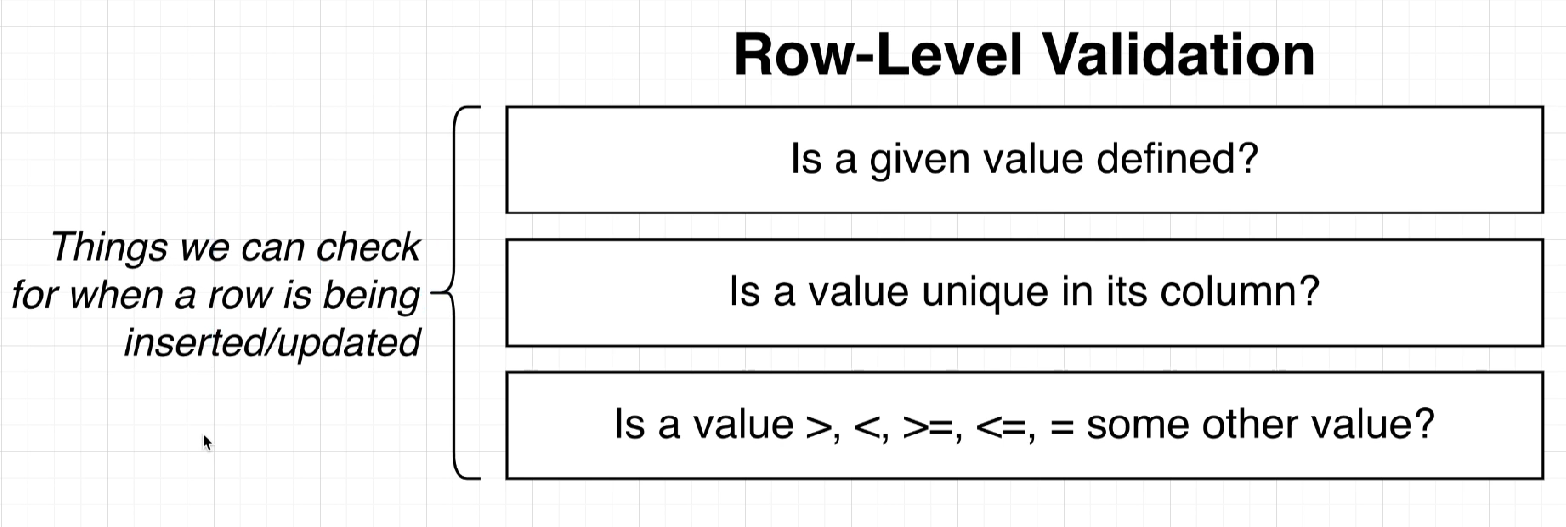 Row-Level Validation
Is a given value defined?
Things we can check
for when a row is being
inserted/updated
Is a value unique in its column?
Is a value >, <, >=, <=, = some other value?